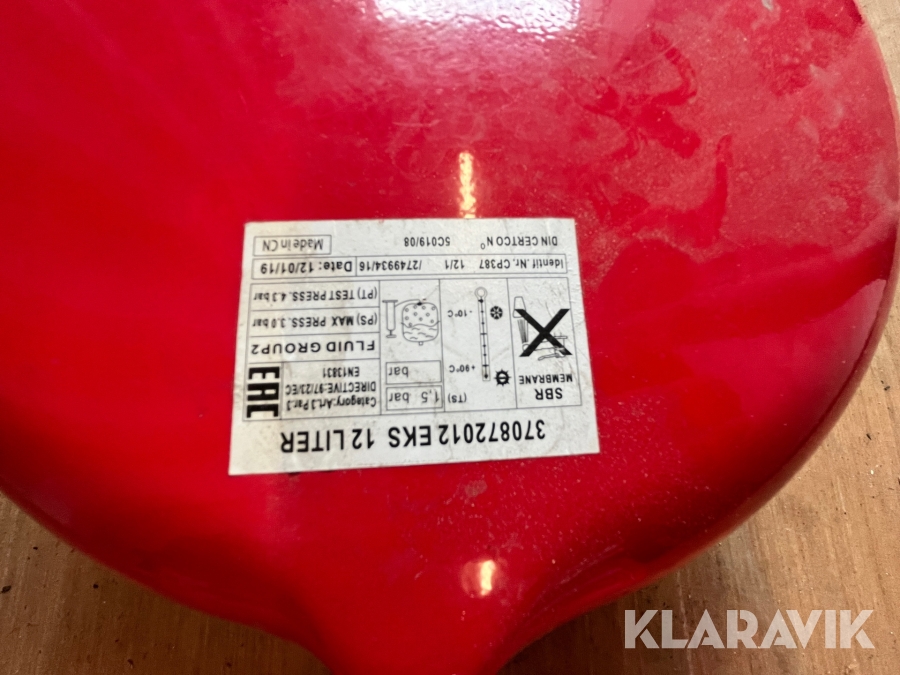 370872012 EKS 12 LITER
SBR
MEMBRANE
(TS)
+90°C
-10°C
1,5 bar
bar
Category:Art.3 Par.3
DIRECTIVE:97/23/EC
EN13831
EAC
FLUID GROUP2
(PS) MAX PRESS. 3.0 bar
(PT) TEST PRESS. 4.3 bar
Identif.Nr. CP387 12/1 /2749934/16 Date: 12/01/19
DIN CERTCO N° 5C019/08 Made in CN
KLARAVIK